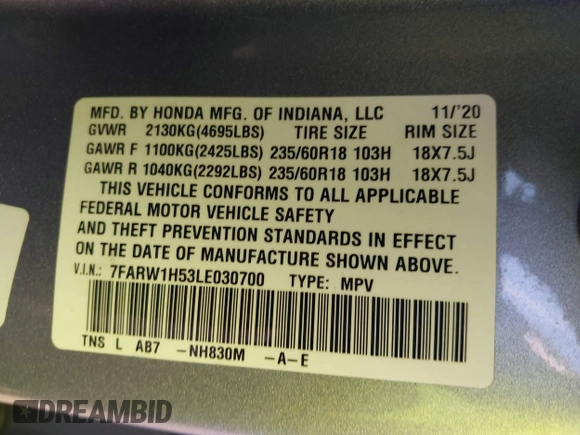 MFD. BY HONDA MFG. OF INDIANA, LLC 11/'20
GVWR 2130KG(4695LBS) TIRE SIZE RIM SIZE
GAWR F 1100KG(2425LBS) 235/60R18 103H 18X7.5J
GAWR R 1040KG(2292LBS) 235/60R18 103H 18X7.5J
THIS VEHICLE CONFORMS TO ALL APPLICABLE
FEDERAL MOTOR VEHICLE SAFETY
AND THEFT PREVENTION STANDARDS IN EFFECT
ON THE DATE OF MANUFACTURE SHOWN ABOVE.
V.I.N.: 7FARW1H53LE030700 TYPE: MPV
TNS L AB7 -NH830M -A-E
DREAMBID